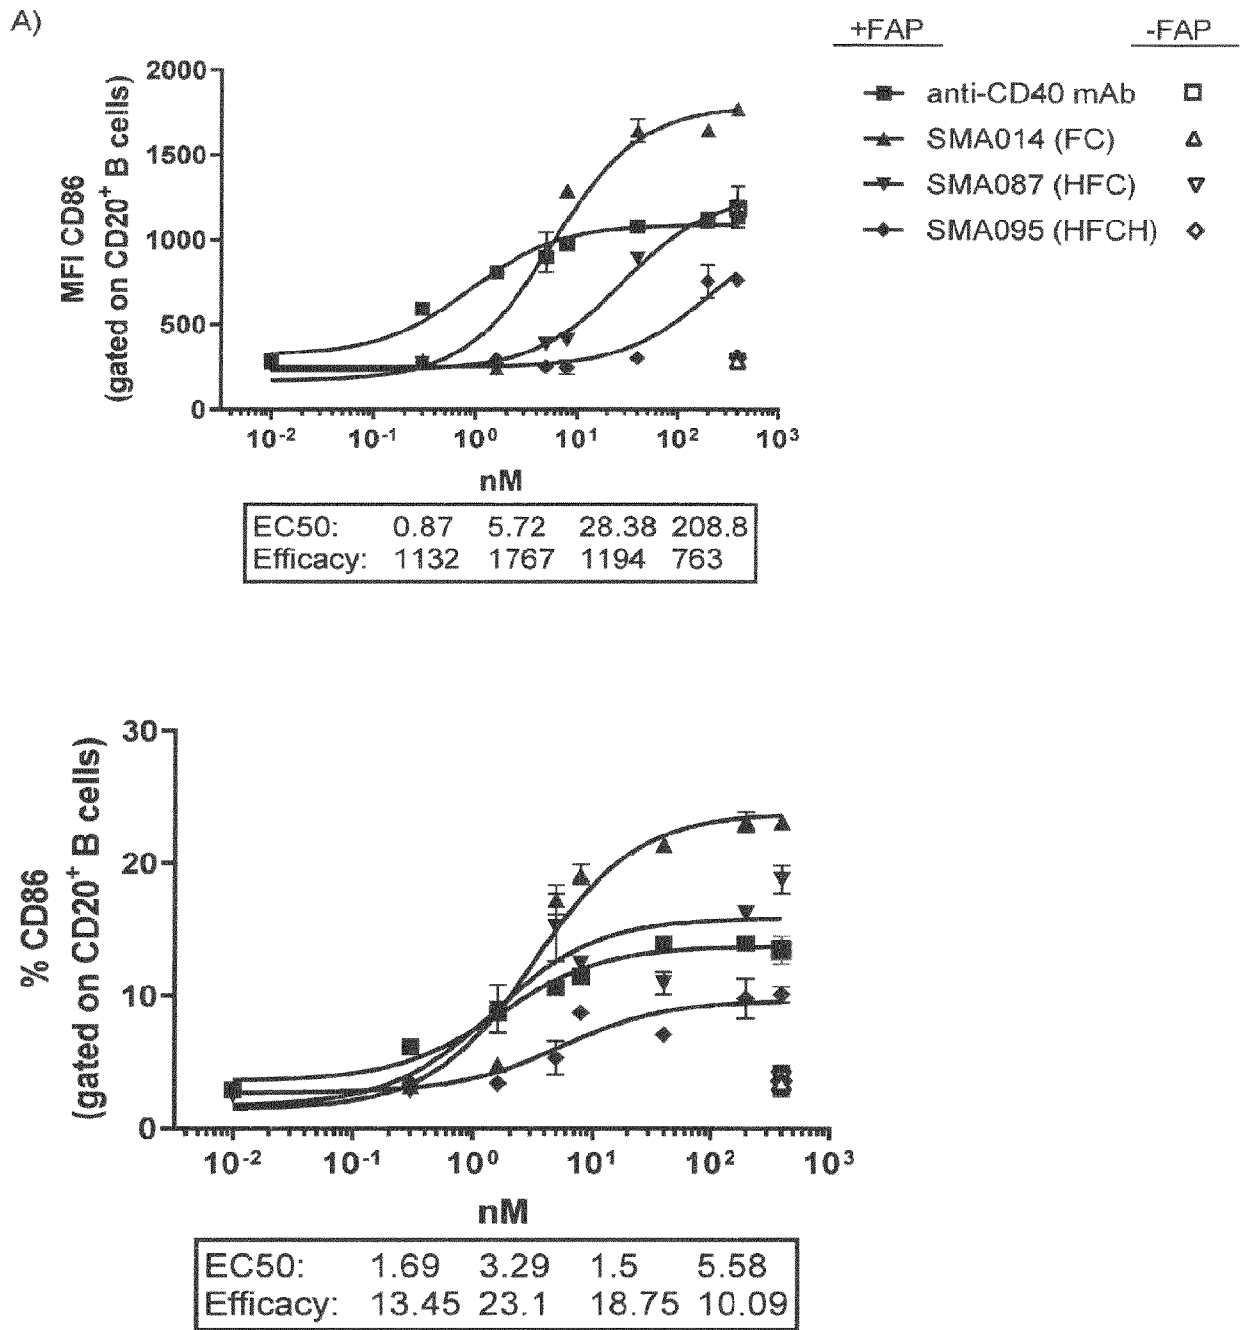 A)
+FAP -FAP
anti-CD40 mAb
SMA014 (FC)
SMA087 (HFC)
SMA095 (HFCH)
MFI CD86
(gated on CD20⁺ B cells)
2000
1500
1000
500
0
10⁻² 10⁻¹ 10⁰ 10¹ 10² 10³
nM
EC50: 0.87 5.72 28.38 208.8
Efficacy: 1132 1767 1194 763
% CD86
(gated on CD20⁺ B cells)
30
20
10
0
10⁻² 10⁻¹ 10⁰ 10¹ 10² 10³
nM
EC50: 1.69 3.29 1.5 5.58
Efficacy: 13.45 23.1 18.75 10.09